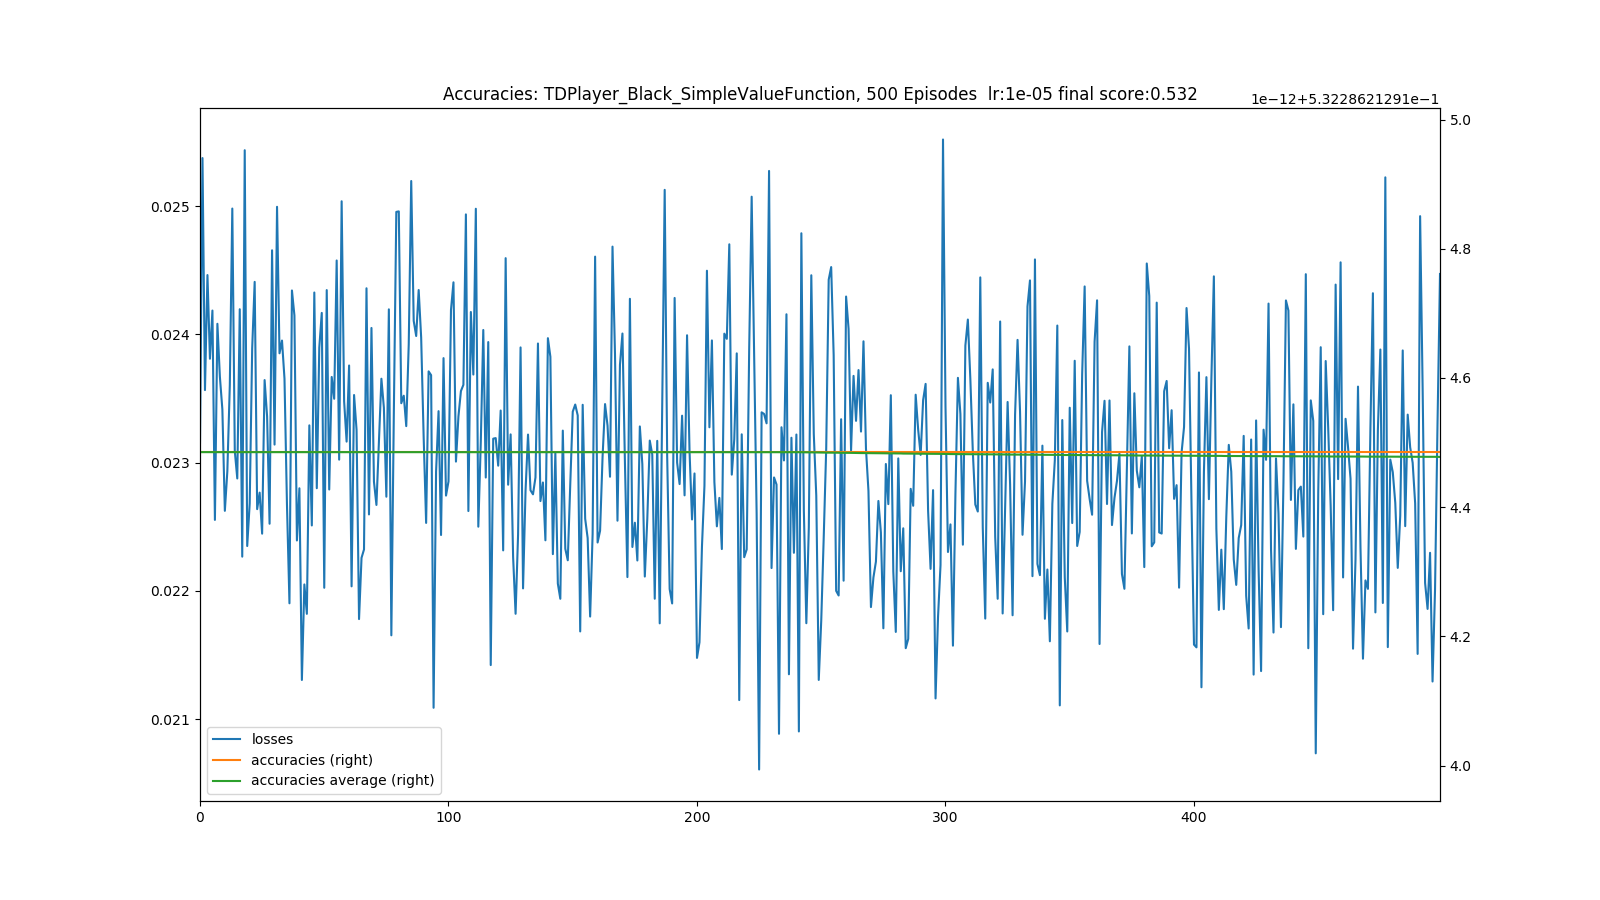 Accuracies: TDPlayer_Black_SimpleValueFunction, 500 Episodes  lr:1e-05 final score:0.532
1e-12+5.3228621291e-1
5.0
0.025
4.8
0.024
4.6
0.023
4.4
0.022
4.2
0.021
4.0
losses
accuracies (right)
accuracies average (right)
0 100 200 300 400